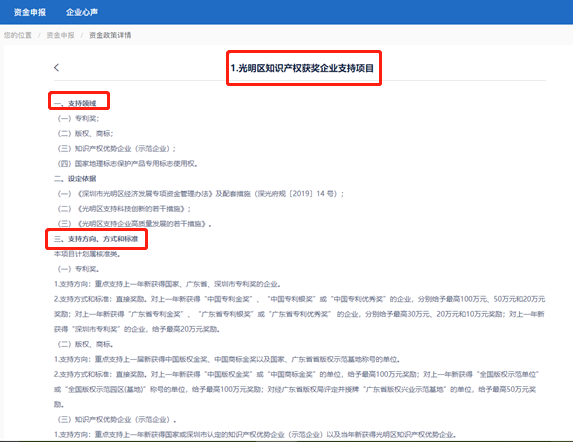 资金申报 企业心声
您的位置 / 资金申报 / 资金政策详情
1.光明区知识产权获奖企业支持项目
一、支持领域
（一）专利奖；
（二）版权、商标；
（三）知识产权优势企业（示范企业）；
（四）国家地理标志保护产品专用标志使用权。
二、设定依据
（一）《深圳市光明区经济发展专项资金管理办法》及配套措施（深光府规〔2019〕14 号）；
（二）《光明区支持科技创新的若干措施》；
（三）《光明区支持企业高质量发展的若干措施》。
三、支持方向、方式和标准
本项目计划属核准类。
（一）专利奖。
1.支持方向：重点支持上一年新获得国家、广东省、深圳市专利奖的企业。
2.支持方式和标准：直接奖励。对上一年新获得“中国专利金奖”、“中国专利银奖”或“中国专利优秀奖”的企业，分别给予最高100万元、50万元和20万元
奖励；对上一年新获得“广东省专利金奖”、“广东省专利银奖”或“广东省专利优秀奖”的企业，分别给予最高30万元、20万元和10万元奖励；对上一年新
获得“深圳市专利奖”的企业，给予最高20万元奖励。
（二）版权、商标。
1.支持方向：重点支持上一届新获得中国版权金奖、中国商标金奖以及国家、广东省省版权示范基地称号的单位。
2.支持方式和标准：直接奖励。对上一年新获得“中国版权金奖”或“中国商标金奖”的单位，给予最高100万元奖励；对上一年新获得“全国版权示范单位”
或“全国版权示范园区(基地)”称号的单位，给予最高100万元奖励；对经广东省版权局评定并授牌“广东省版权兴业示范基地”的单位，给予最高50万元奖
励。
（三）知识产权优势企业（示范企业）。
1.支持方向：重点支持上一年新获得国家或深圳市认定的知识产权优势企业（示范企业）以及当年新获得光明区知识产权优势企业。